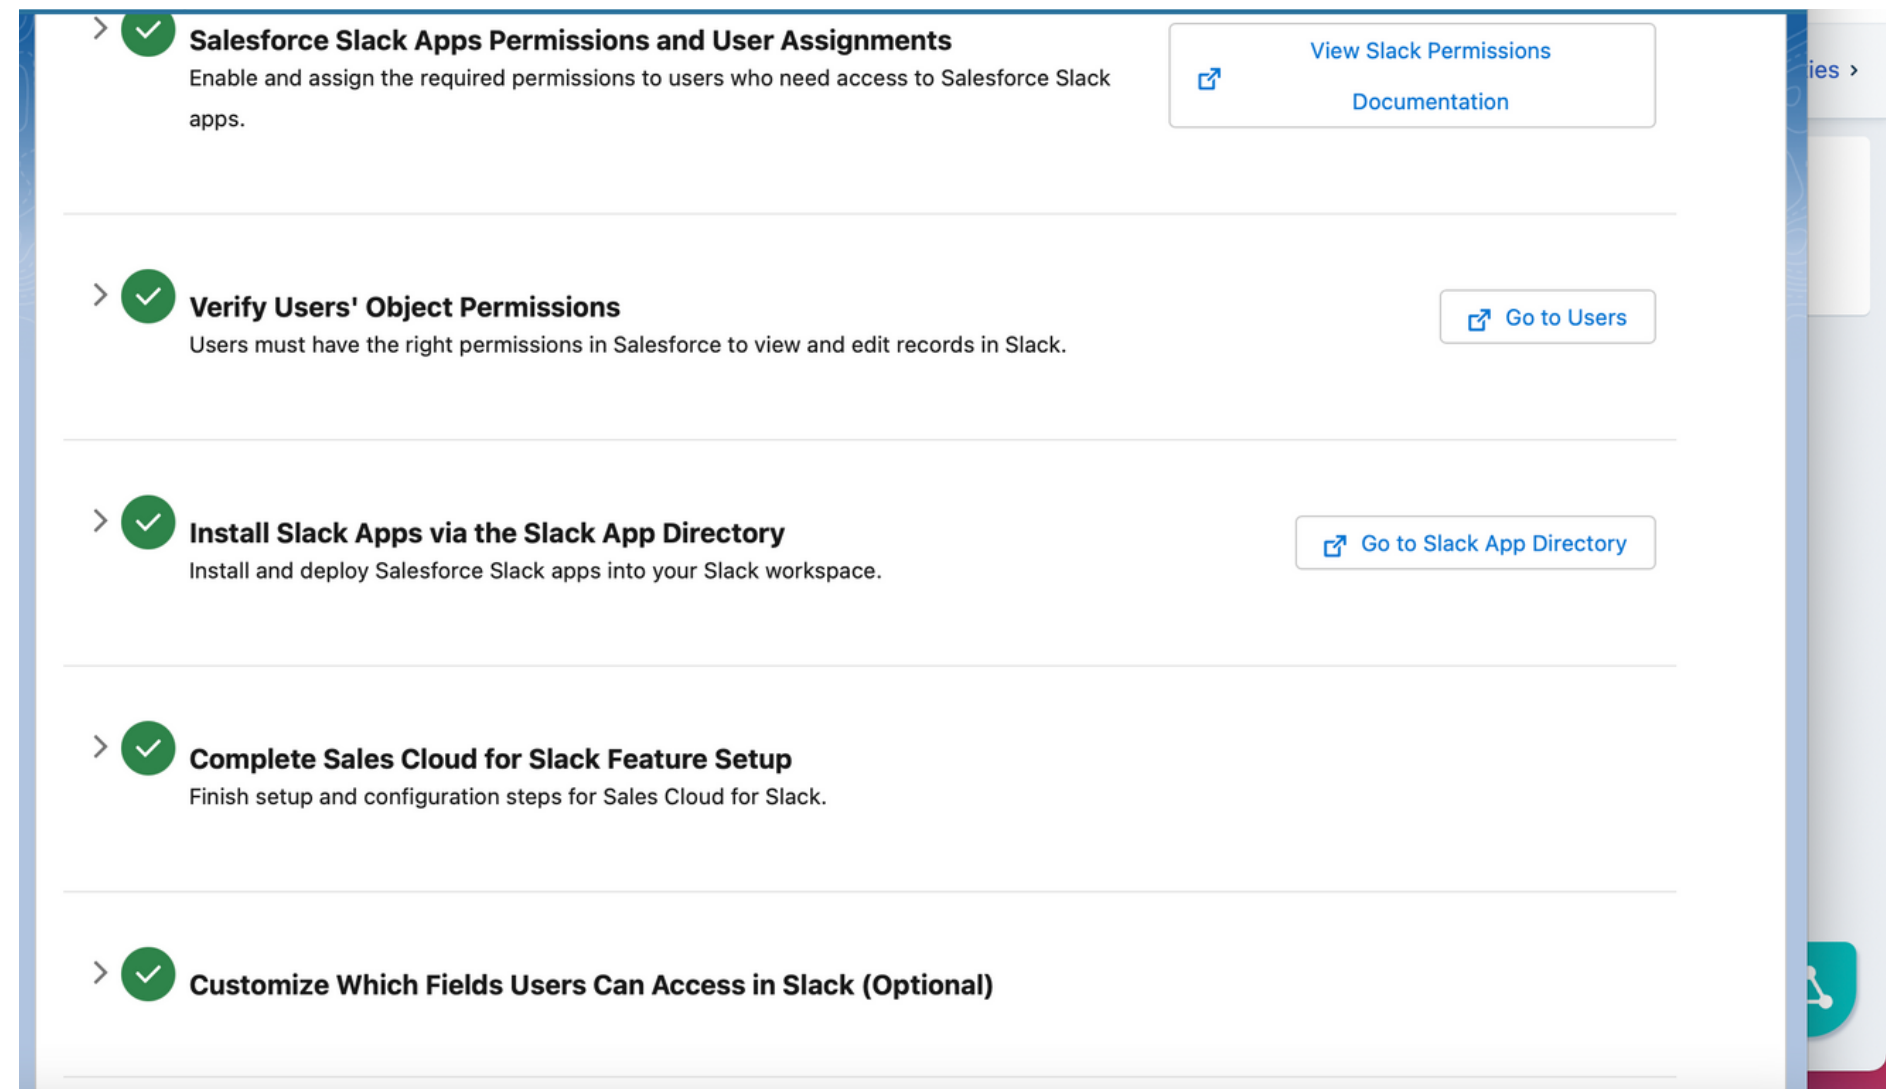 Salesforce Slack Apps Permissions and User Assignments
Enable and assign the required permissions to users who need access to Salesforce Slack
apps.
View Slack Permissions
Documentation
ies
Verify Users' Object Permissions
Users must have the right permissions in Salesforce to view and edit records in Slack.
Go to Users
Install Slack Apps via the Slack App Directory
Install and deploy Salesforce Slack apps into your Slack workspace.
Go to Slack App Directory
Complete Sales Cloud for Slack Feature Setup
Finish setup and configuration steps for Sales Cloud for Slack.
Customize Which Fields Users Can Access in Slack (Optional)